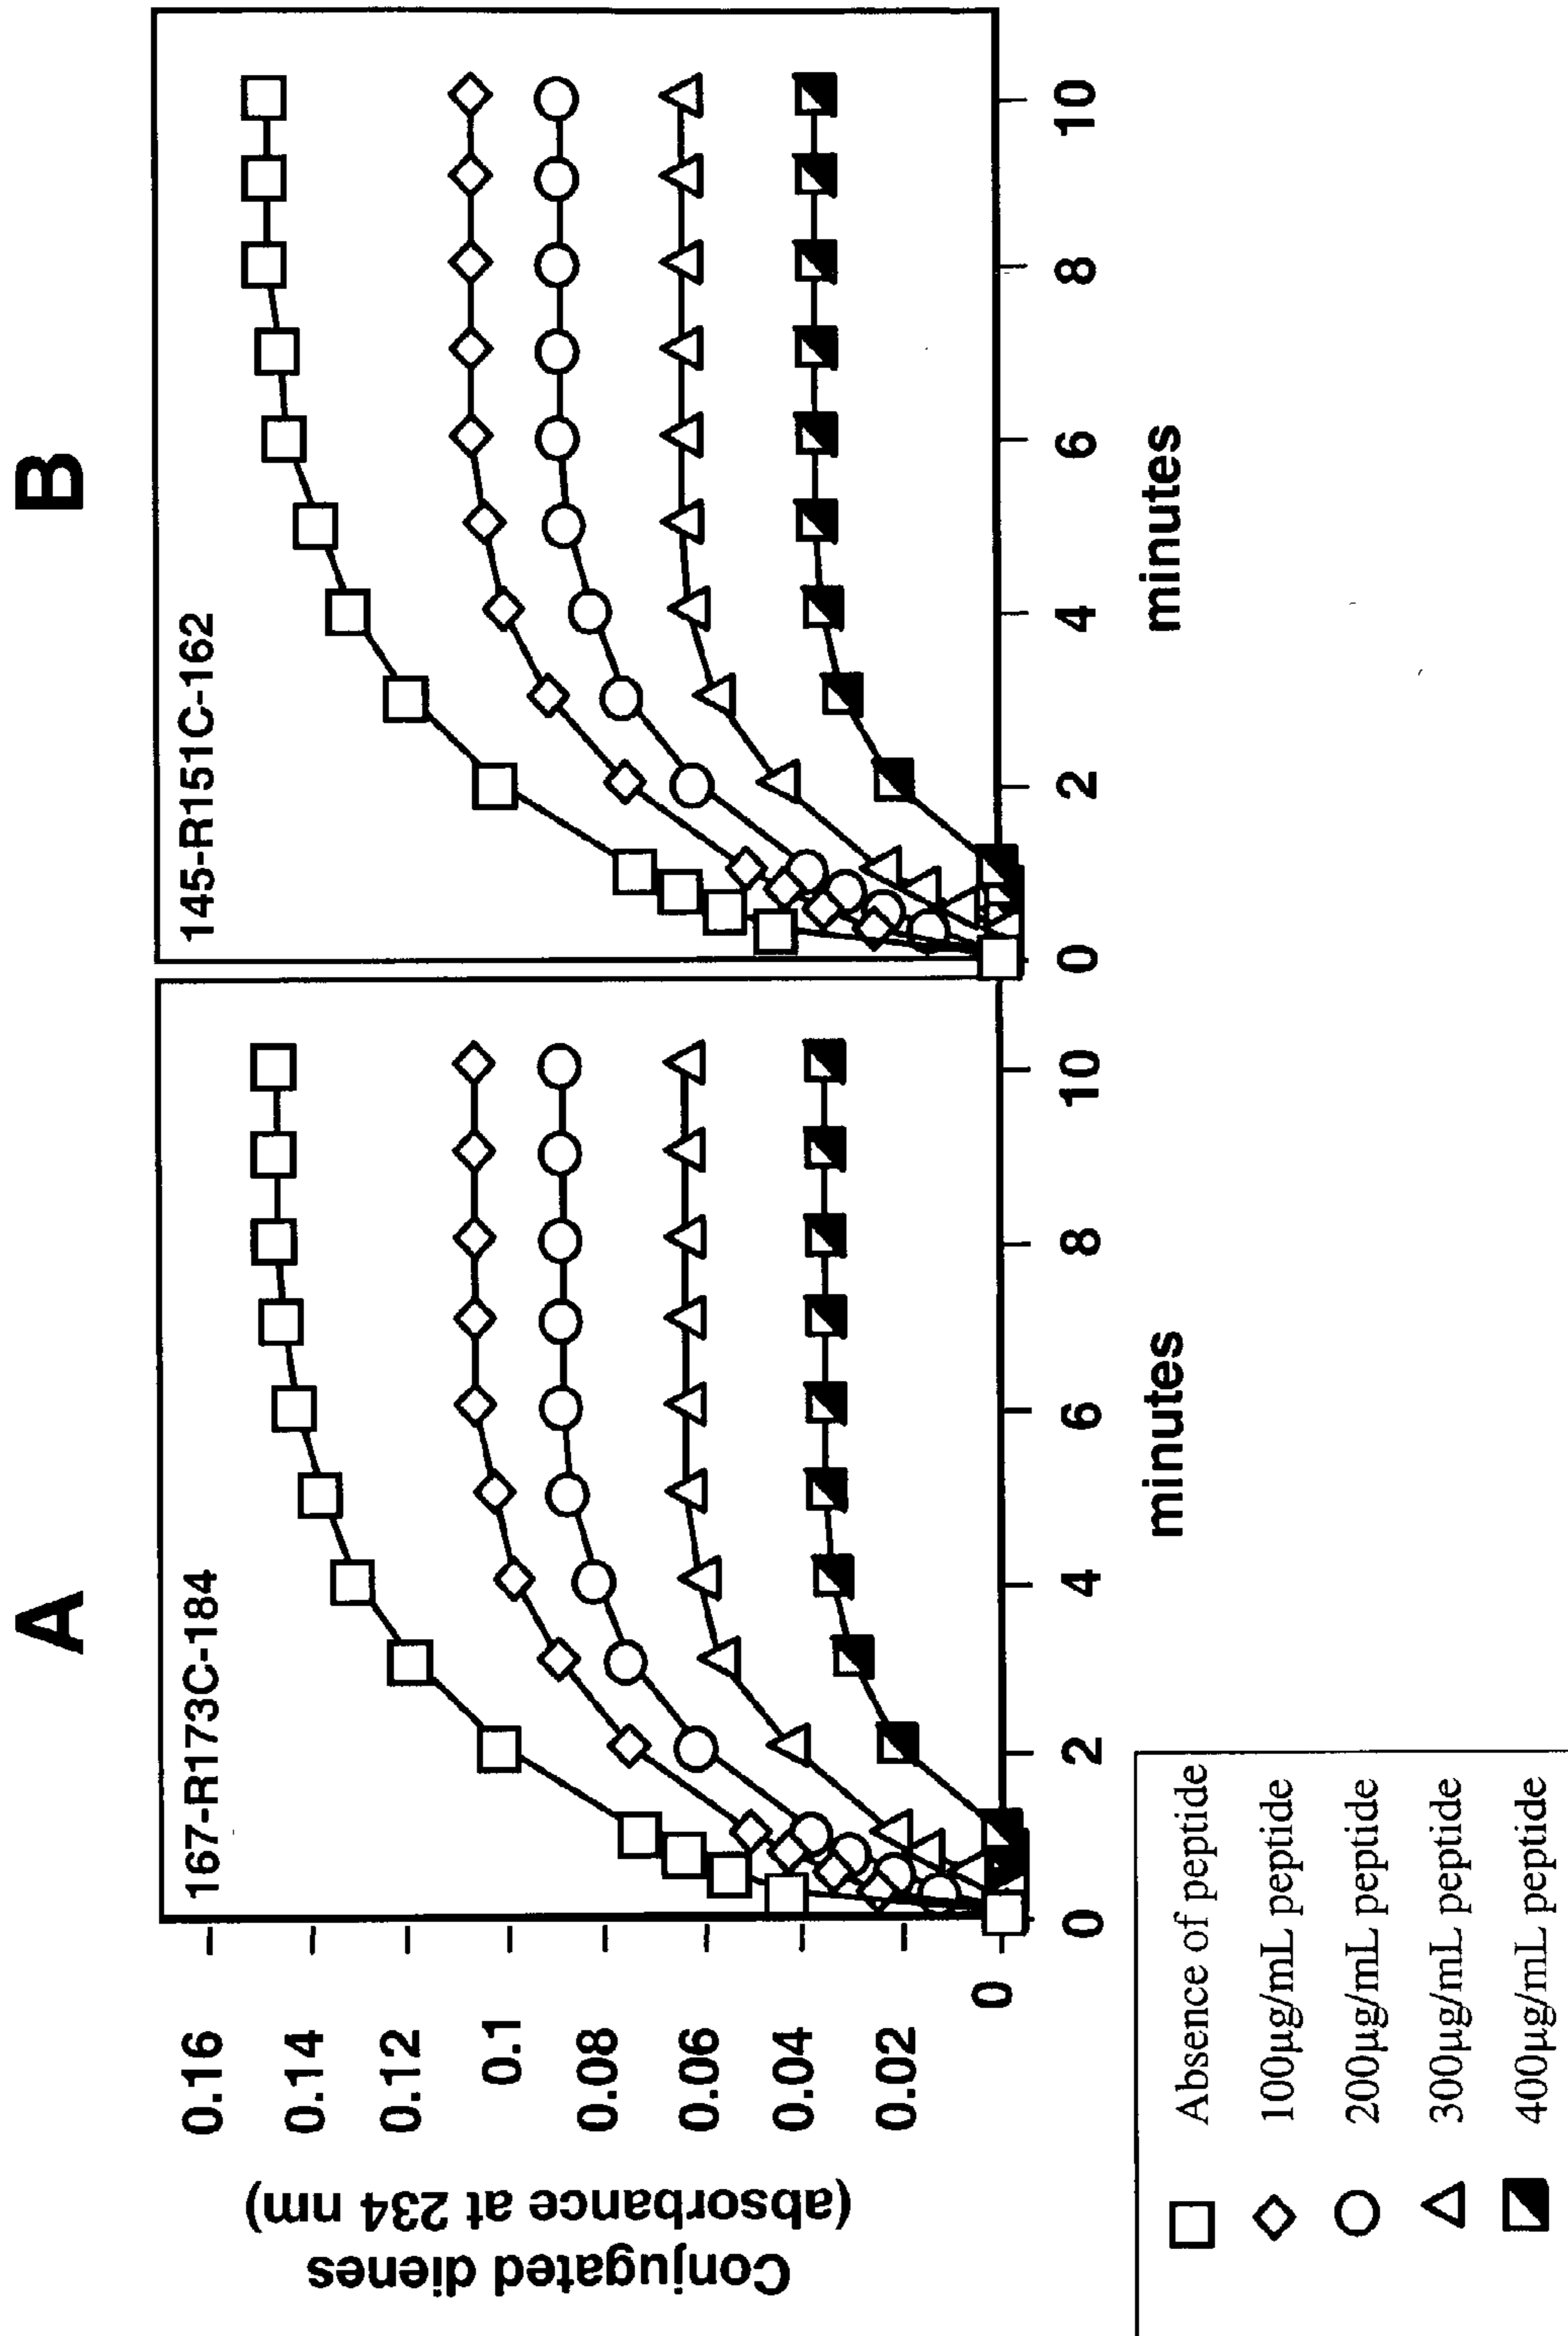 A
B
167-R173C-184
145-R151C-162
Conjugated dienes
(absorbance at 234 nm)
0.16
0.14
0.12
0.1
0.08
0.06
0.04
0.02
0
0 2 4 6 8 10
0 2 4 6 8 10
minutes
minutes
Absence of peptide
100µg/mL peptide
200µg/mL peptide
300µg/mL peptide
400µg/mL peptide